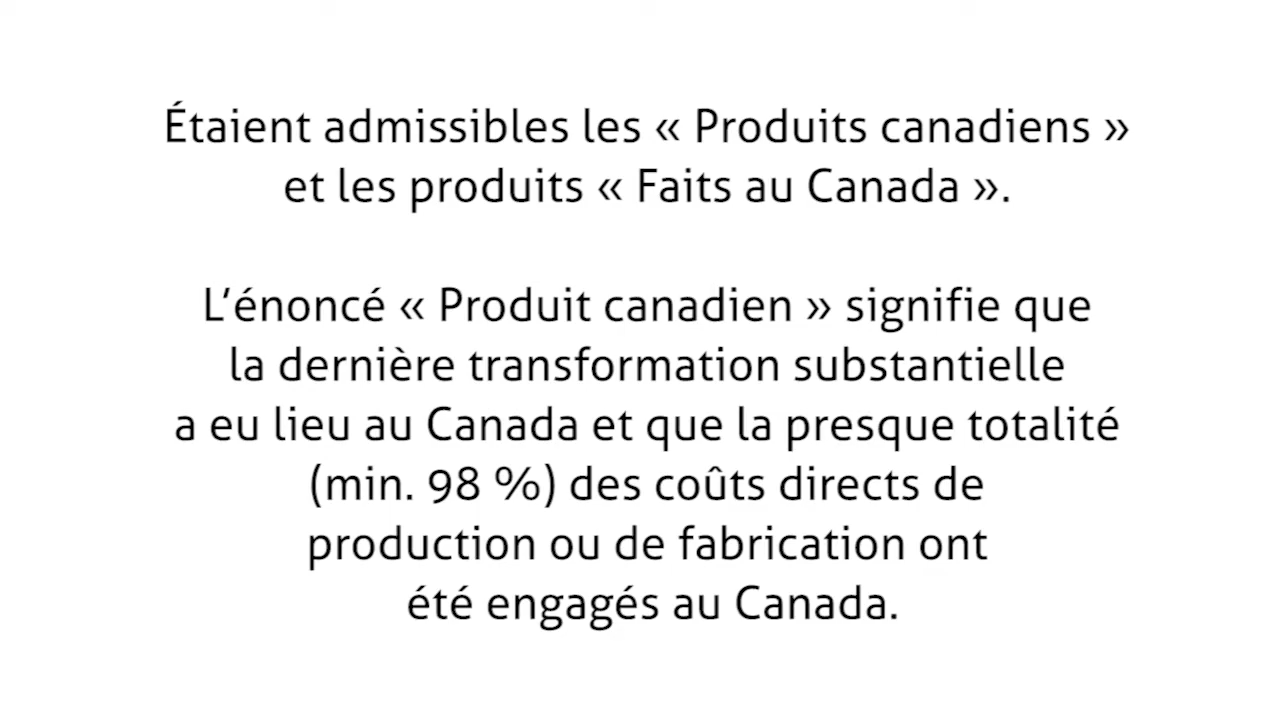 Étaient admissibles les « Produits canadiens »
et les produits « Faits au Canada ».
L’énoncé « Produit canadien » signifie que
la dernière transformation substantielle
a eu lieu au Canada et que la presque totalité
(min. 98 %) des coûts directs de
production ou de fabrication ont
été engagés au Canada.